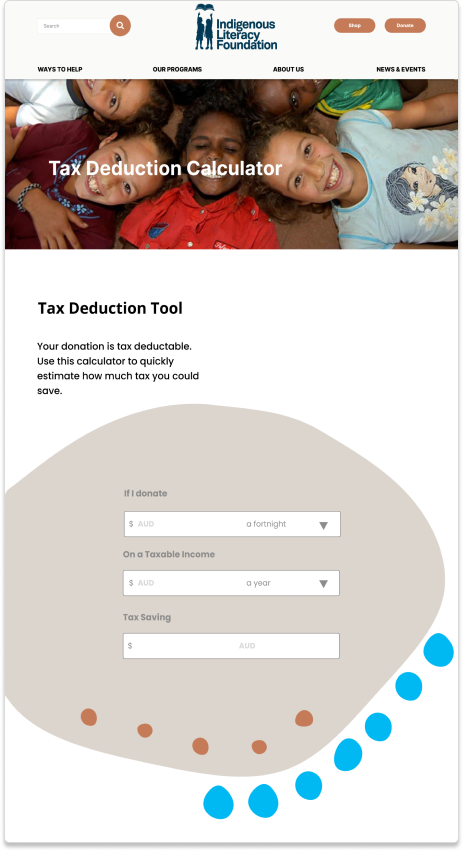 Search
Indigenous
Literacy
Foundation
Shop
Donate
WAYS TO HELP
OUR PROGRAMS
ABOUT US
NEWS & EVENTS
Tax Deduction Calculator
Tax Deduction Tool
Your donation is tax deductable.
Use this calculator to quickly
estimate how much tax you could
save.
If I donate
$ AUD a fortnight
On a Taxable Income
$ AUD a year
Tax Saving
$ AUD